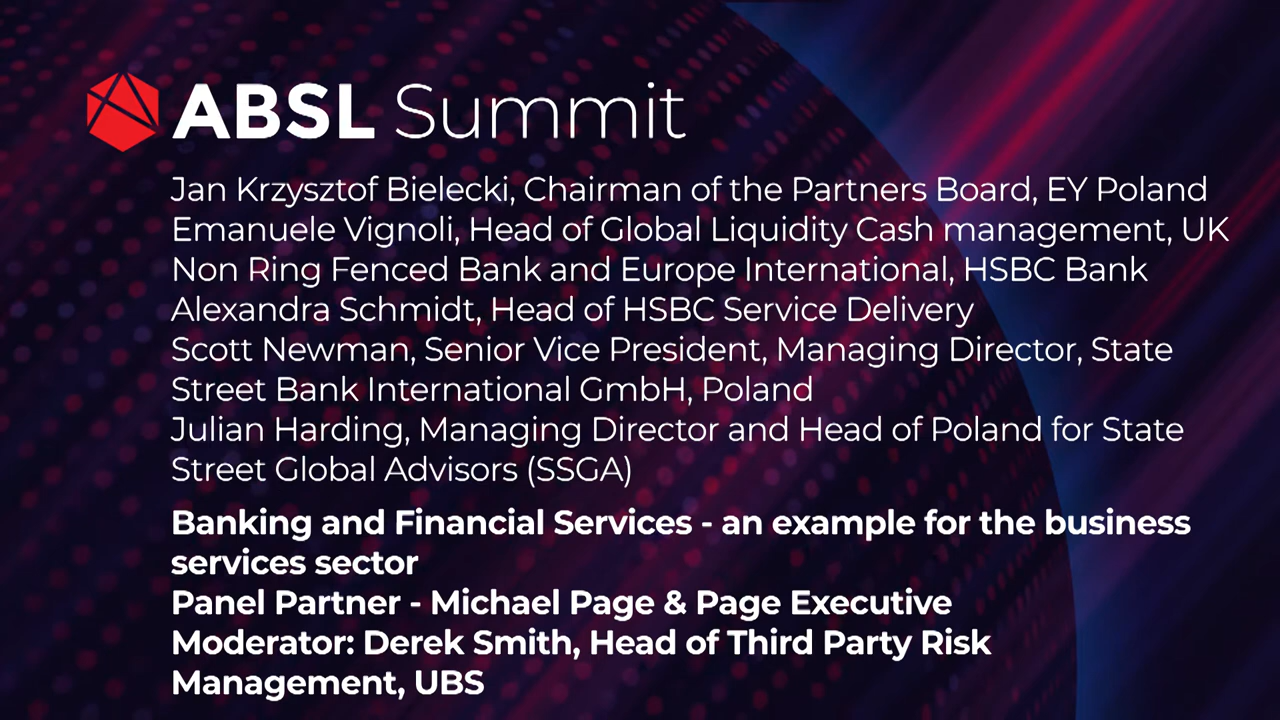 ABSL Summit
Jan Krzysztof Bielecki, Chairman of the Partners Board, EY Poland
Emanuele Vignoli, Head of Global Liquidity Cash management, UK
Non Ring Fenced Bank and Europe International, HSBC Bank
Alexandra Schmidt, Head of HSBC Service Delivery
Scott Newman, Senior Vice President, Managing Director, State
Street Bank International GmbH, Poland
Julian Harding, Managing Director and Head of Poland for State
Street Global Advisors (SSGA)
Banking and Financial Services - an example for the business
services sector
Panel Partner - Michael Page & Page Executive
Moderator: Derek Smith, Head of Third Party Risk
Management, UBS